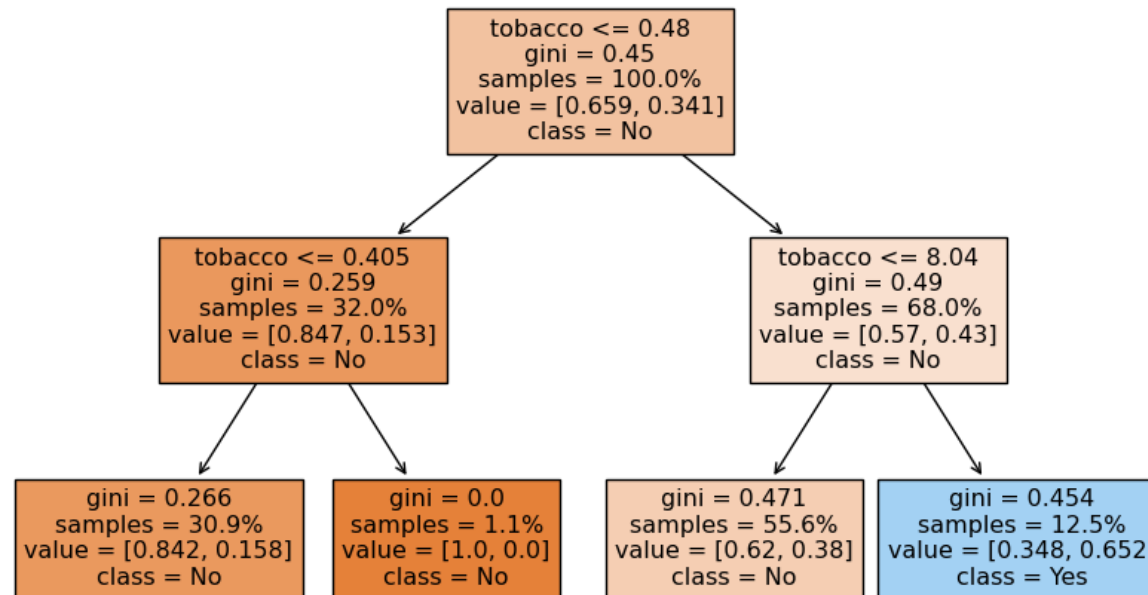 tobacco <= 0.48
gini = 0.45
samples = 100.0%
value = [0.659, 0.341]
class = No
tobacco <= 0.405
gini = 0.259
samples = 32.0%
value = [0.847, 0.153]
class = No
tobacco <= 8.04
gini = 0.49
samples = 68.0%
value = [0.57, 0.43]
class = No
gini = 0.266
samples = 30.9%
value = [0.842, 0.158]
class = No
gini = 0.0
samples = 1.1%
value = [1.0, 0.0]
class = No
gini = 0.471
samples = 55.6%
value = [0.62, 0.38]
class = No
gini = 0.454
samples = 12.5%
value = [0.348, 0.652
class = Yes